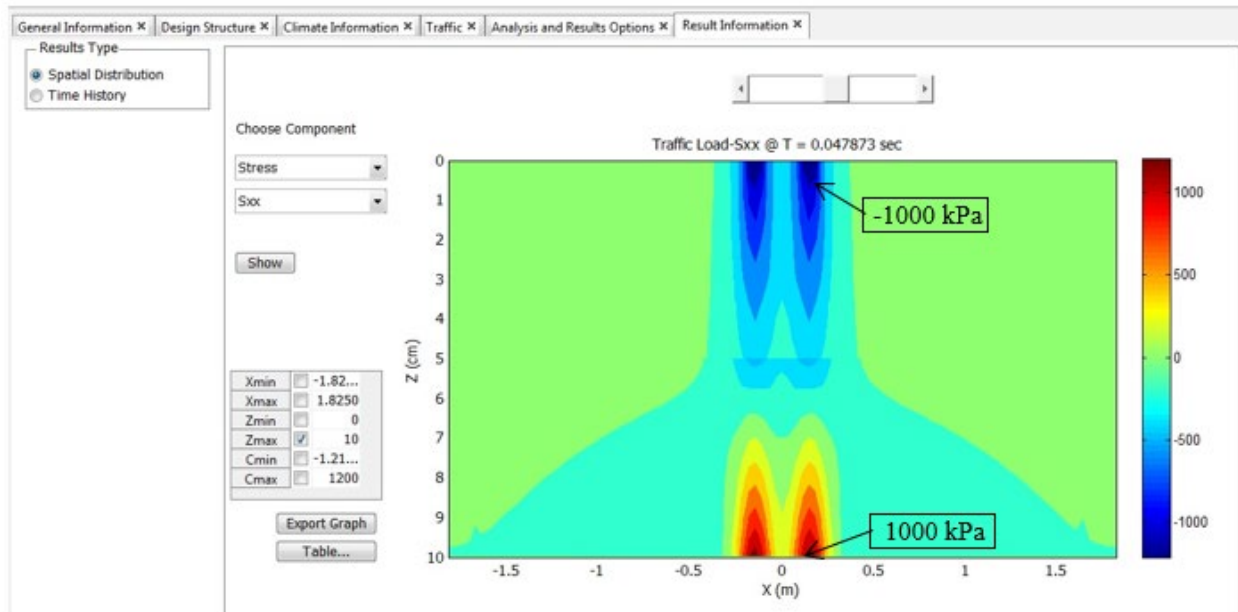 General Information × Design Structure × Climate Information × Traffic × Analysis and Results Options × Result Information ×
Results Type
Spatial Distribution
Time History
Choose Component
Stress
Sxx
Show
Xmin -1.82...
Xmax 1.8250
Zmin 0
Zmax 10
Cmin -1.21...
Cmax 1200
Export Graph
Table...
Traffic Load-Sxx @ T = 0.047873 sec
0
1
2
3
4
5
6
7
8
9
10
Z (cm)
-1000 kPa
1000 kPa
-1.5 -1 -0.5 0 0.5 1 1.5
X (m)
1000
500
0
-500
-1000